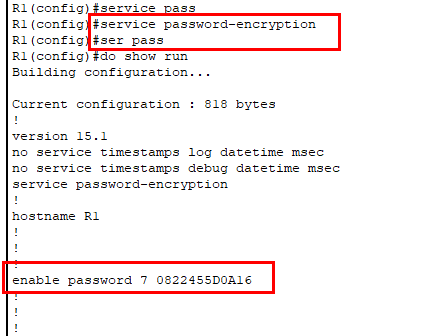 R1(config)#service pass
R1(config)#service password-encryption
R1(config)#ser pass
R1(config)#do show run
Building configuration...
Current configuration : 818 bytes
!
version 15.1
no service timestamps log datetime msec
no service timestamps debug datetime msec
service password-encryption
!
hostname R1
!
!
!
enable password 7 0822455D0A16
!
!
!